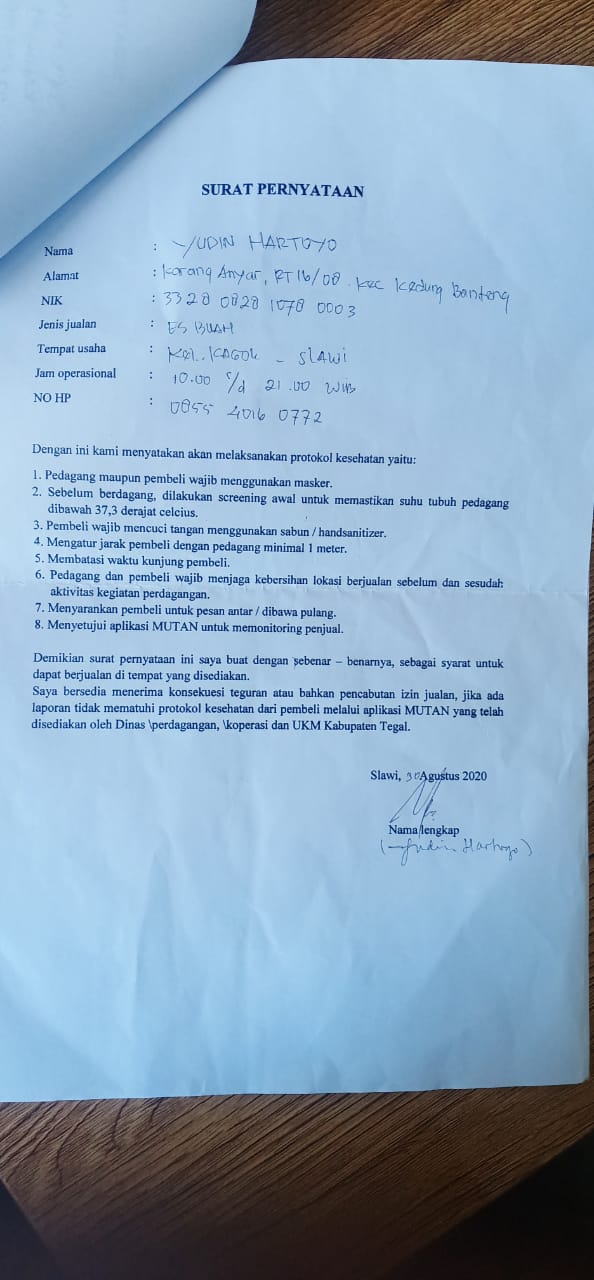 SURAT PERNYATAAN
Nama : YUDIN HARTOYO
Alamat : Karang Anyar, RT 16/08. Kec Kedung Banteng
NIK : 3328 0828 1078 0003
Jenis jualan : ES BUAH
Tempat usaha : Kel. KAGOK – SLAWI
Jam operasional : 10.00 s/d 21.00 WIB
NO HP : 0855 4016 0772
Dengan ini kami menyatakan akan melaksanakan protokol kesehatan yaitu:
1. Pedagang maupun pembeli wajib menggunakan masker.
2. Sebelum berdagang, dilakukan screening awal untuk memastikan suhu tubuh pedagang
dibawah 37,3 derajat celcius.
3. Pembeli wajib mencuci tangan menggunakan sabun / handsanitizer.
4. Mengatur jarak pembeli dengan pedagang minimal 1 meter.
5. Membatasi waktu kunjung pembeli.
6. Pedagang dan pembeli wajib menjaga kebersihan lokasi berjualan sebelum dan sesudah
aktivitas kegiatan perdagangan.
7. Menyarankan pembeli untuk pesan antar / dibawa pulang.
8. Menyetujui aplikasi MUTAN untuk memonitoring penjual.
Demikian surat pernyataan ini saya buat dengan sebenar – benarnya, sebagai syarat untuk
dapat berjualan di tempat yang disediakan.
Saya bersedia menerima konsekuesi teguran atau bahkan pencabutan izin jualan, jika ada
laporan tidak mematuhi protokol kesehatan dari pembeli melalui aplikasi MUTAN yang telah
disediakan oleh Dinas \perdagangan, \koperasi dan UKM Kabupaten Tegal.
Slawi, 30 Agustus 2020
Nama lengkap
(Yudin Hartoyo)